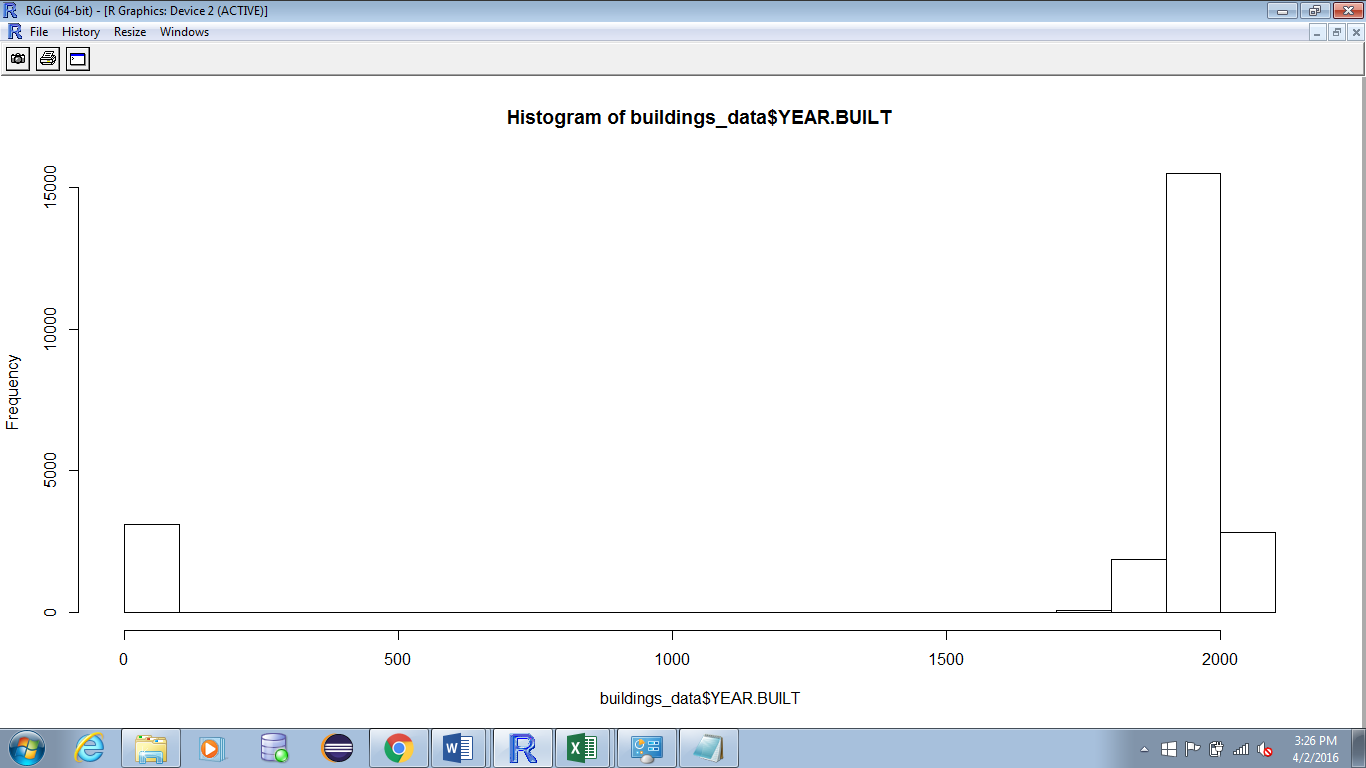 RGui (64-bit) - [R Graphics: Device 2 (ACTIVE)]
File History Resize Windows
Histogram of buildings_data$YEAR.BUILT
Frequency
15000
10000
5000
0
0 500 1000 1500 2000
buildings_data$YEAR.BUILT
3:26 PM
4/2/2016